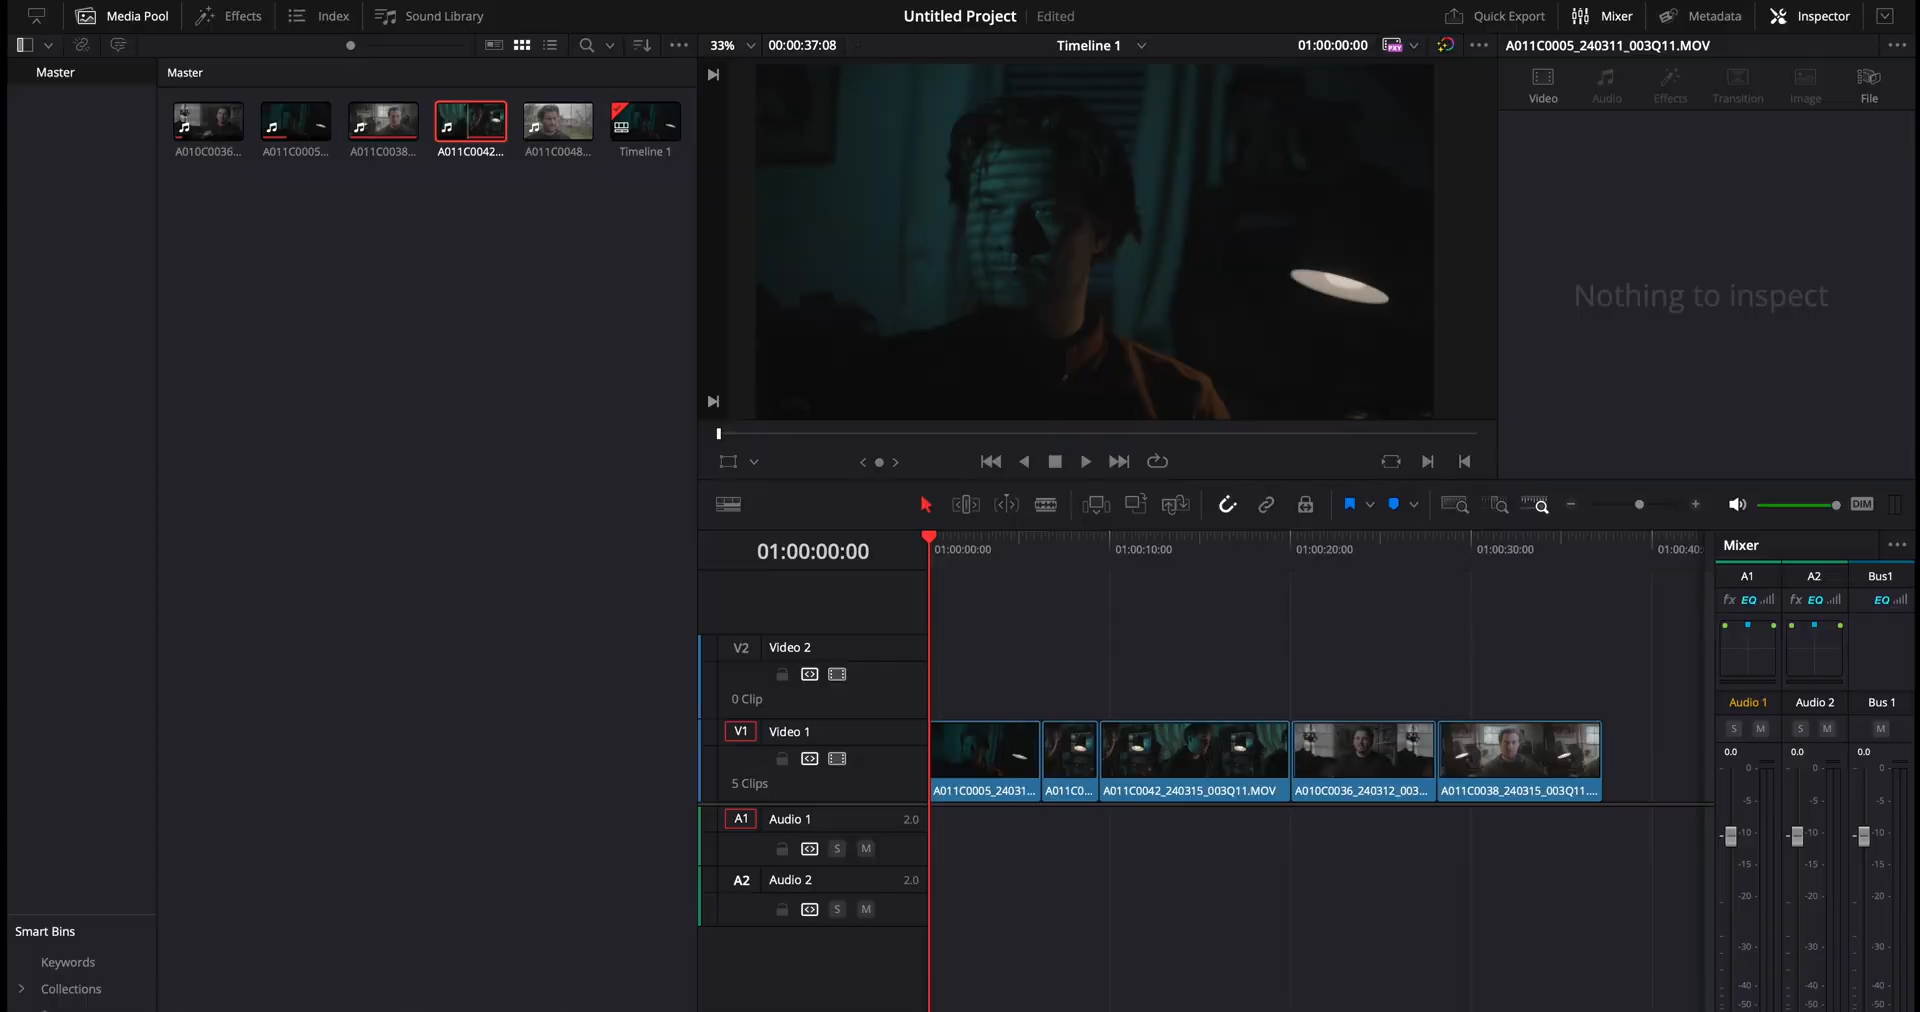 Media Pool Effects Index Sound Library Untitled Project Edited Quick Export Mixer Metadata Inspector
33% 00:00:37:08 Timeline 1 01:00:00:00 PXY A011C0005_240311_003Q11.MOV
Master Master
Video Audio Effects Transition Image File
A010C0036... A011C0005... A011C0038... A011C0042... A011C0048... Timeline 1
Nothing to inspect
DIM
01:00:00:00 01:00:00:00 01:00:10:00 01:00:20:00 01:00:30:00 01:00:40: Mixer
A1 A2 Bus1
fx EQ fx EQ EQ
V2 Video 2
0 Clip
Audio 1 Audio 2 Bus 1
V1 Video 1
S M S M M
0.0 0.0 0.0
5 Clips
A011C0005_24031... A011C0... A011C0042_240315_003Q11.MOV A010C0036_240312_003... A011C0038_240315_003Q11....
A1 Audio 1 2.0
S M
A2 Audio 2 2.0
S M
0- 0- 0-
-5 -5 -5
-10 -10 -10
-15 -15 -15
-20 -20 -20
-30 -30 -30
-40 -40 -40
-50 -50 -50
Smart Bins
Keywords
Collections